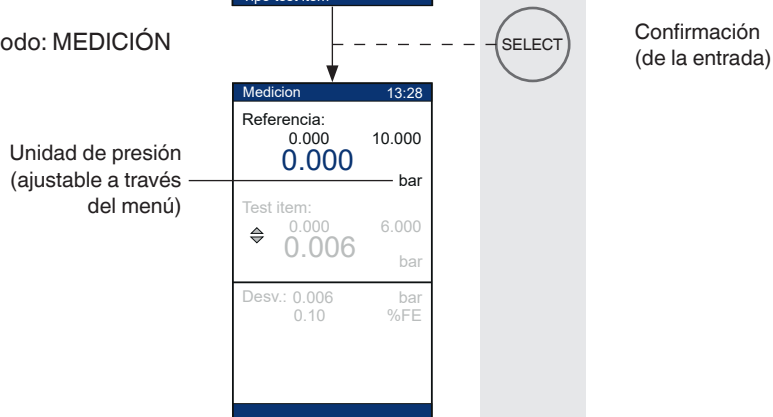 odo: MEDICIÓN
SELECT
Confirmación
(de la entrada)
Medicion 13:28
Referencia:
0.000 10.000
0.000
bar
Unidad de presión
(ajustable a través
del menú)
Test item:
0.000 6.000
0.006
bar
Desv.: 0.006 bar
0.10 %FE